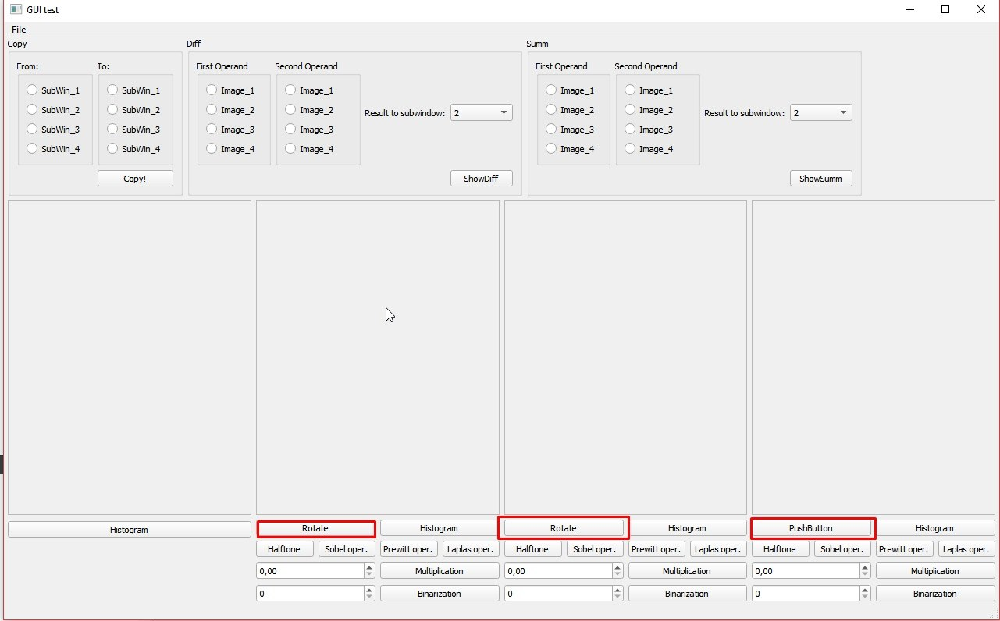 GUI test
File
Copy Diff Summ
From: To: First Operand Second Operand First Operand Second Operand
SubWin_1 SubWin_1 Image_1 Image_1 Image_1 Image_1
SubWin_2 SubWin_2 Image_2 Image_2 Result to subwindow: 2 Image_2 Image_2 Result to subwindow: 2
SubWin_3 SubWin_3 Image_3 Image_3 Image_3 Image_3
SubWin_4 SubWin_4 Image_4 Image_4 Image_4 Image_4
Copy! ShowDiff ShowSumm
Histogram Rotate Histogram Rotate Histogram PushButton Histogram
Halftone Sobel oper. Prewitt oper. Laplas oper. Halftone Sobel oper. Prewitt oper. Laplas oper. Halftone Sobel oper. Prewitt oper. Laplas oper.
0,00 Multiplication 0,00 Multiplication 0,00 Multiplication
0 Binarization 0 Binarization 0 Binarization